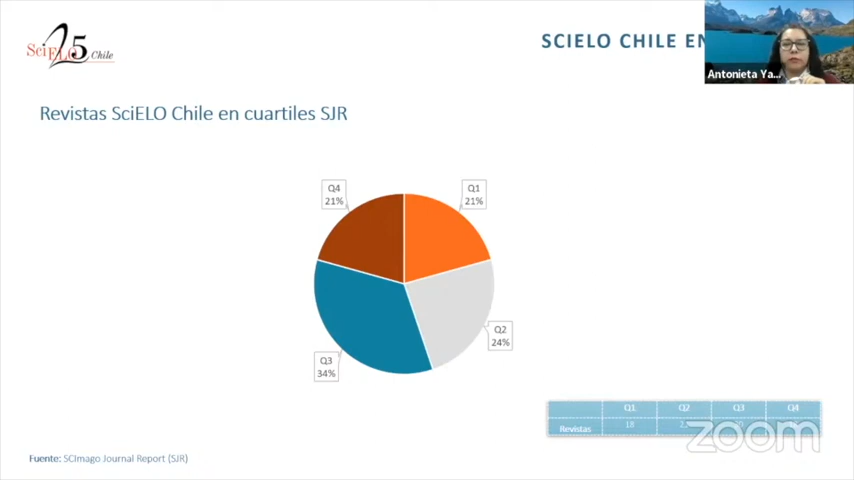 SciELO 25 Chile
SCIELO CHILE EN
Antonieta Ya...
Revistas SciELO Chile en cuartiles SJR
Q4
21%
Q1
21%
Q2
24%
Q3
34%
Q1 Q2 Q3 Q4
Revistas 18
zoom
Fuente: SCImago Journal Report (SJR)